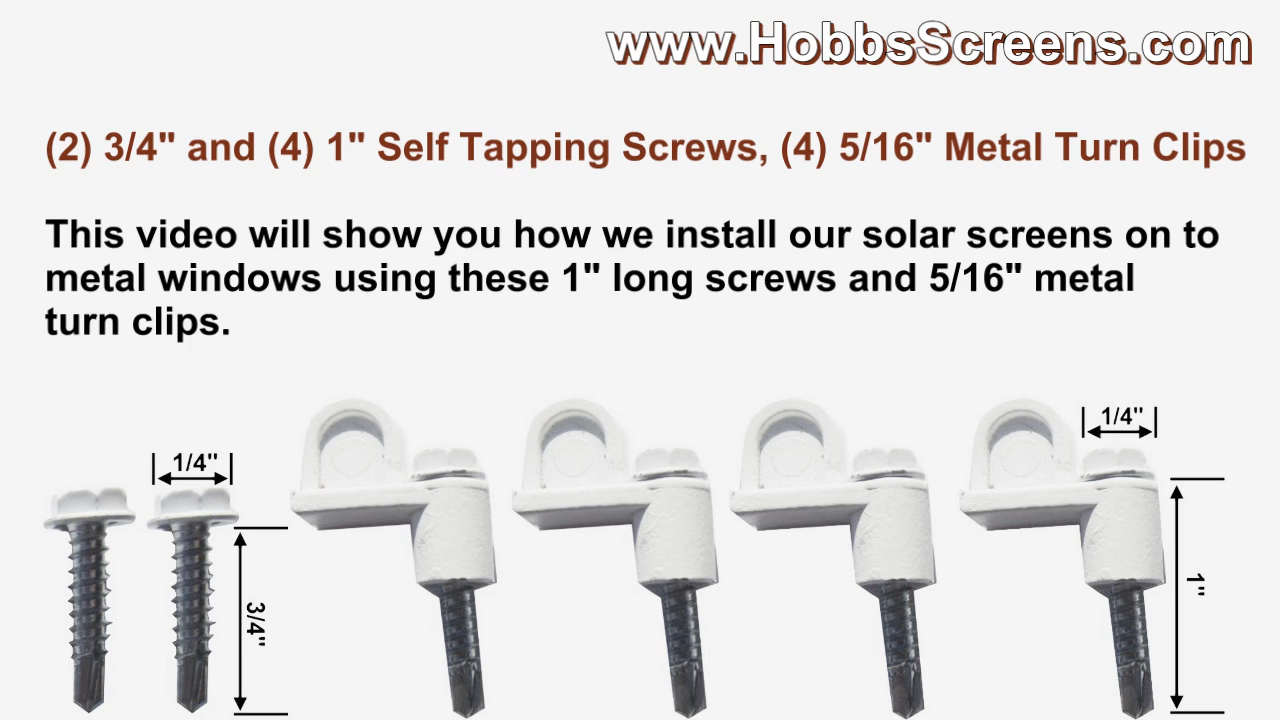 www.HobbsScreens.com
(2) 3/4" and (4) 1" Self Tapping Screws, (4) 5/16" Metal Turn Clips
This video will show you how we install our solar screens on to
metal windows using these 1" long screws and 5/16" metal
turn clips.
1/4"
1/4"
3/4"
1"